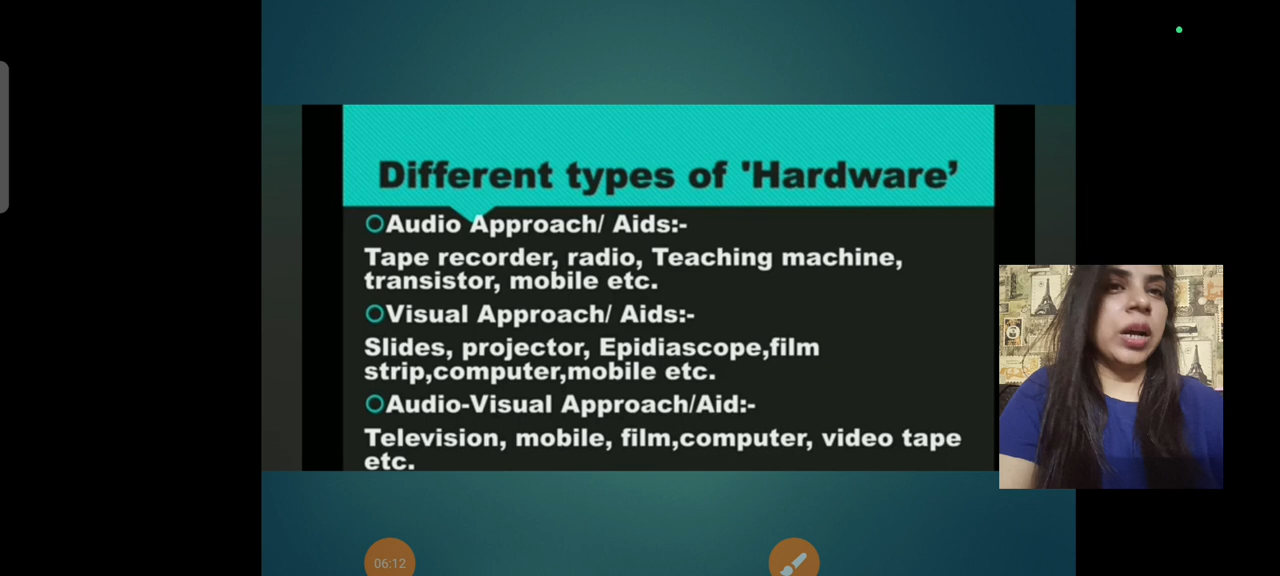 Different types of 'Hardware’
Audio Approach/ Aids:-
Tape recorder, radio, Teaching machine,
transistor, mobile etc.
Visual Approach/ Aids:-
Slides, projector, Epidiascope,film
strip,computer,mobile etc.
Audio-Visual Approach/Aid:-
Television, mobile, film,computer, video tape
etc.
06:12